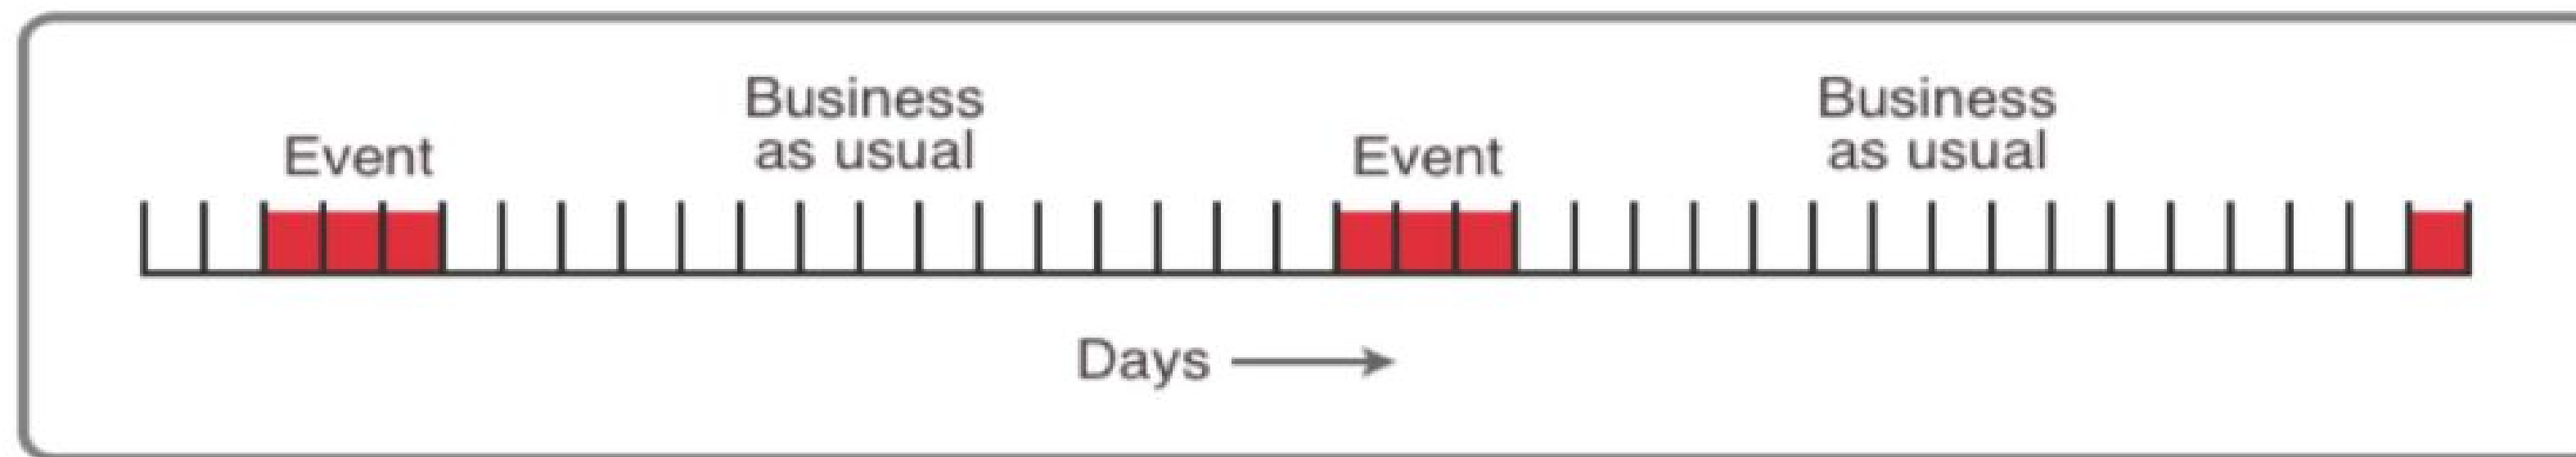 Business
as usual
Event
Business
as usual
Event
Days